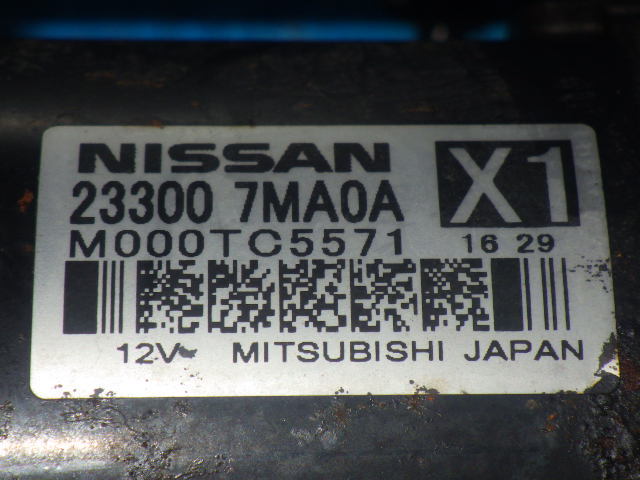 NISSAN
X1
23300 7MA0A
M000TC5571
16 29
12V MITSUBISHI JAPAN